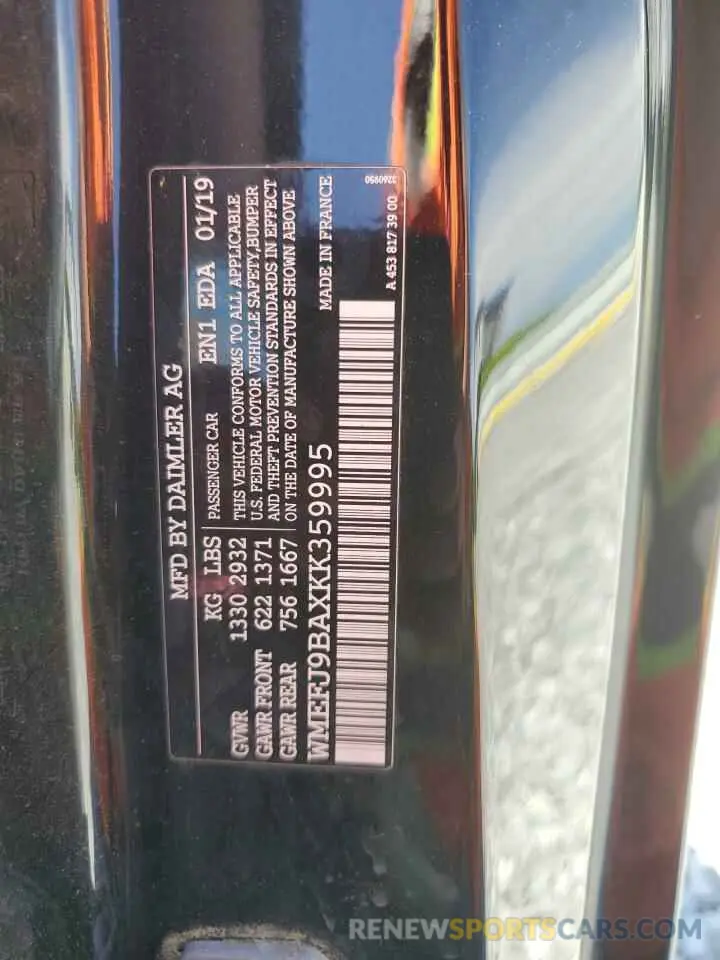 MFD BY DAIMLER AG
KG LBS
GVWR 1330 2932
GAWR FRONT 622 1371
GAWR REAR 756 1667
PASSENGER CAR EN1 EDA 01/19
THIS VEHICLE CONFORMS TO ALL APPLICABLE
U.S. FEDERAL MOTOR VEHICLE SAFETY,BUMPER
AND THEFT PREVENTION STANDARDS IN EFFECT
ON THE DATE OF MANUFACTURE SHOWN ABOVE
WMEFJ9BAXKK359995 MADE IN FRANCE
3260950
A 453 817 39 00
RENEWSPORTSCARS.COM